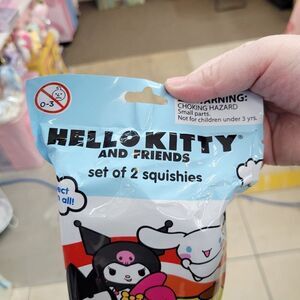 0-3
WARNING:
CHOKING HAZARD
Small parts.
Not for children under 3 yrs.
HELLO KITTY®
AND FRIENDS
set of 2 squishies
all!